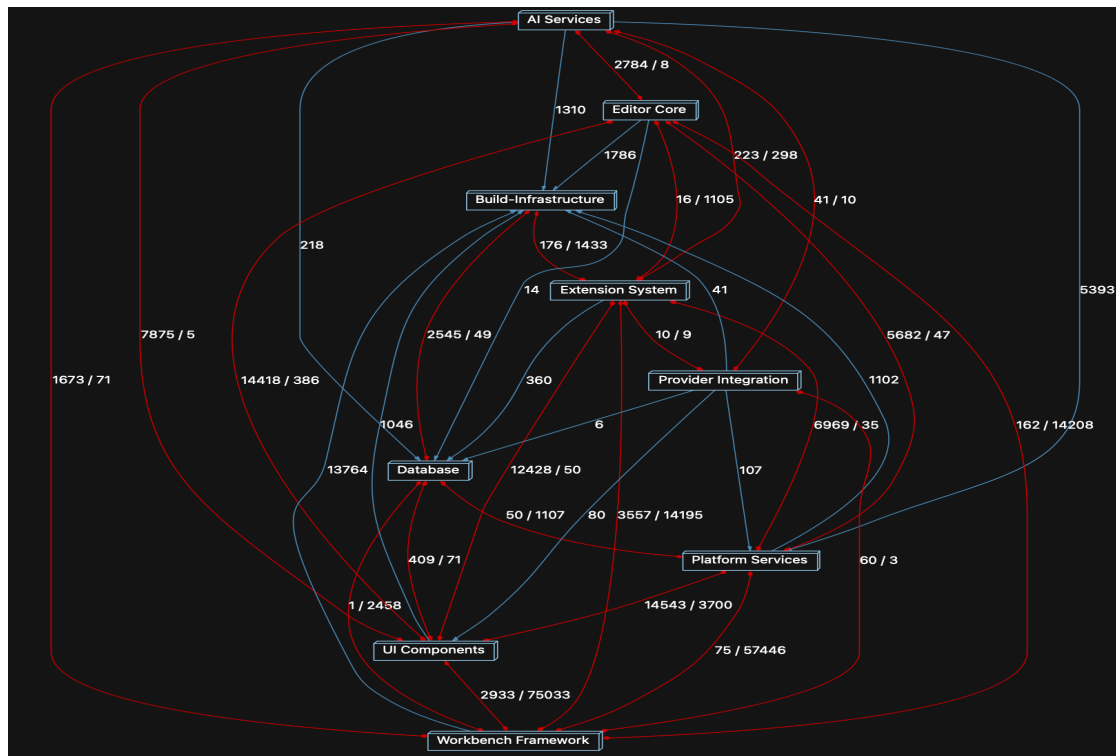 AI Services
2784 / 8
Editor Core
1310
1786
223 / 298
Build-Infrastructure
16 / 1105
41 / 10
176 / 1433
218
14
Extension System
41
5393
7875 / 5
2545 / 49
10 / 9
5682 / 47
1673 / 71
14418 / 386
360
Provider Integration
1102
1046
6
6969 / 35
162 / 14208
13764
Database
12428 / 50
107
50 / 1107
80
3557 / 14195
409 / 71
Platform Services
60 / 3
1 / 2458
14543 / 3700
UI Components
75 / 57446
2933 / 75033
Workbench Framework